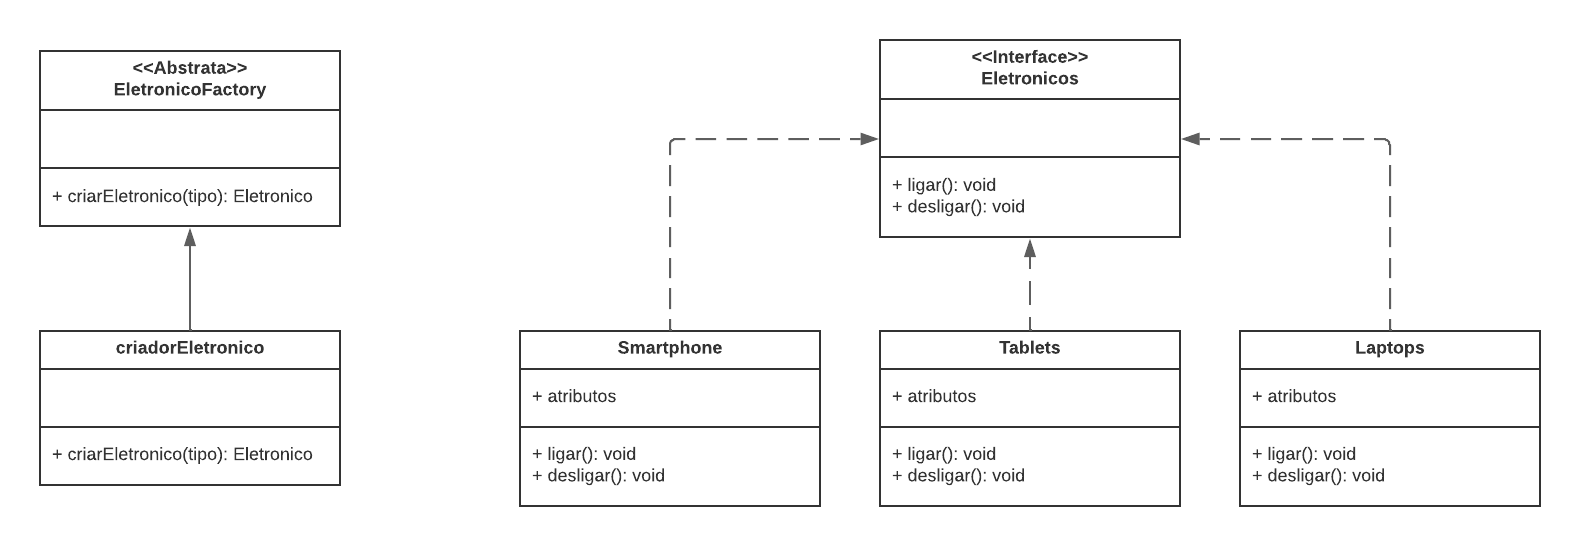 <<Abstrata>>
EletronicoFactory
+ criarEletronico(tipo): Eletronico
criadorEletronico
+ criarEletronico(tipo): Eletronico
<<Interface>>
Eletronicos
+ ligar(): void
+ desligar(): void
Smartphone
+ atributos
+ ligar(): void
+ desligar(): void
Tablets
+ atributos
+ ligar(): void
+ desligar(): void
Laptops
+ atributos
+ ligar(): void
+ desligar(): void